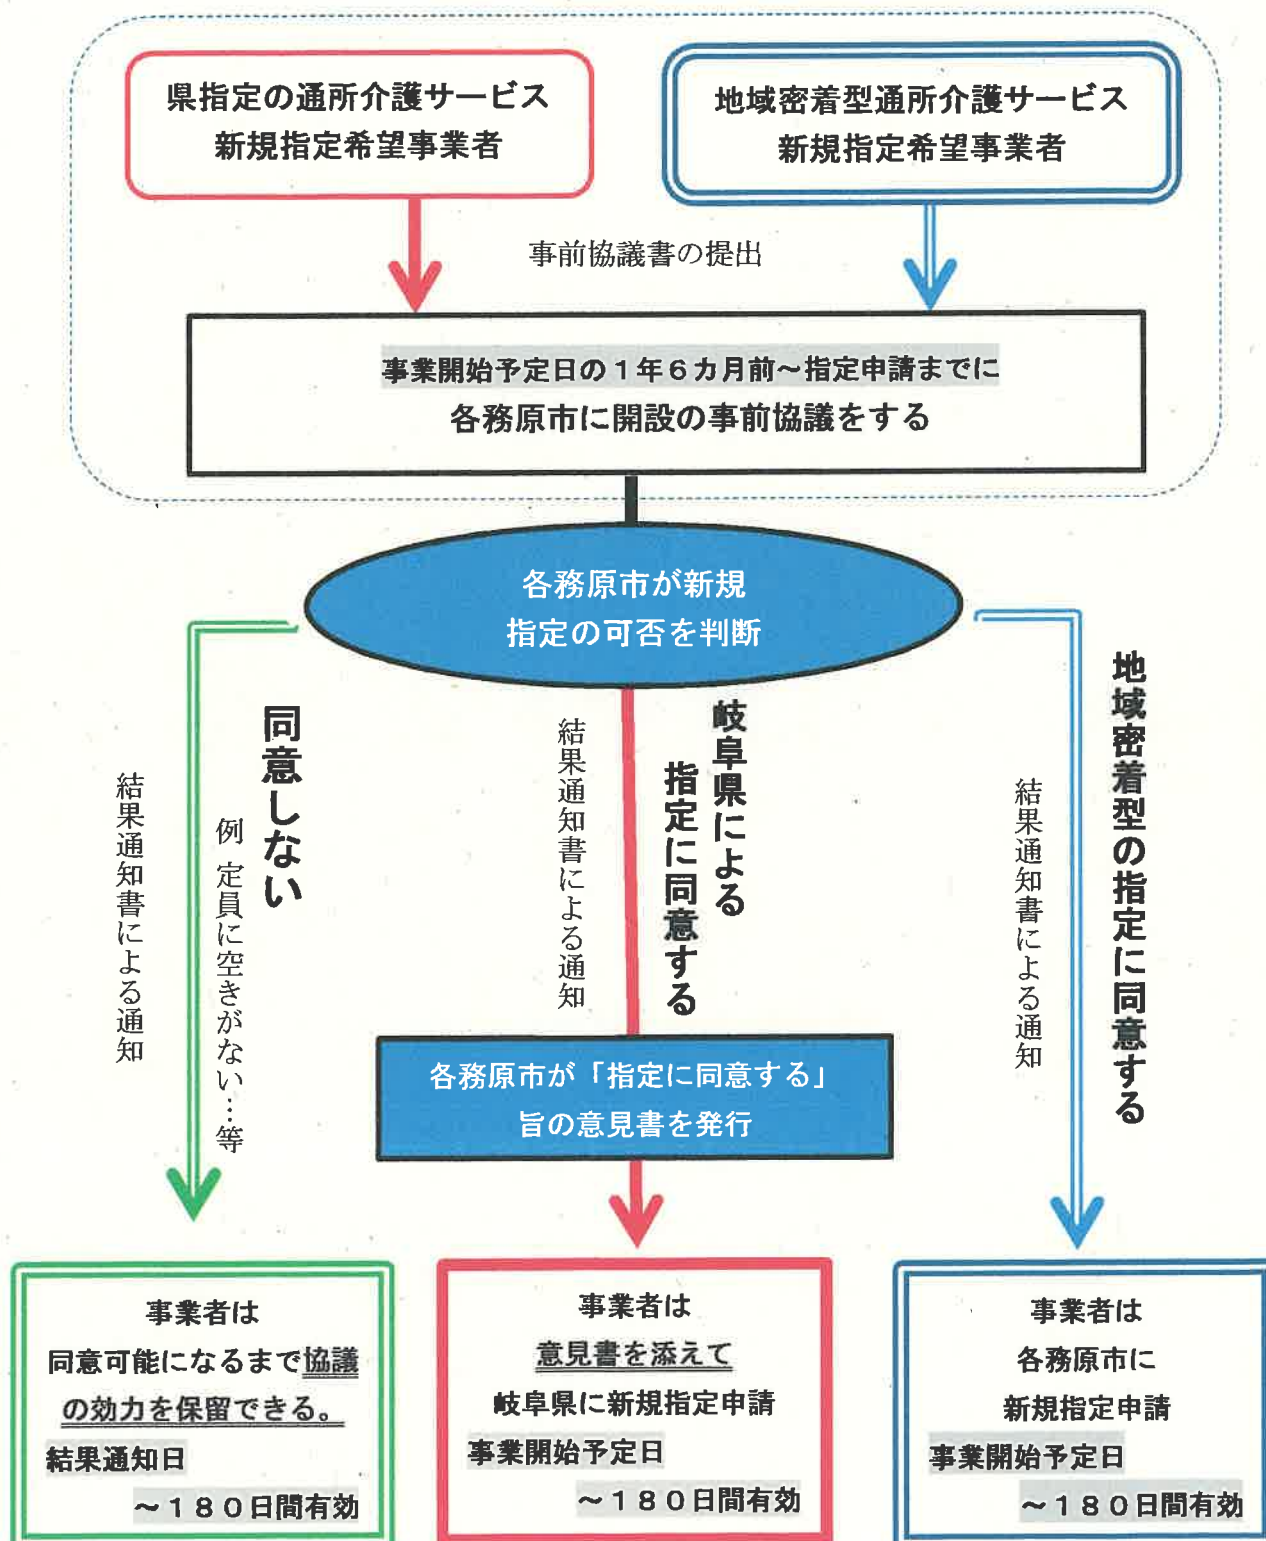 県指定の通所介護サービス
新規指定希望事業者
地域密着型通所介護サービス
新規指定希望事業者
事前協議書の提出
事業開始予定日の１年６カ月前～指定申請までに
各務原市に開設の事前協議をする
各務原市が新規
指定の可否を判断
同意しない
例 定員に空きがない…等
結果通知書による通知
岐阜県による
指定に同意する
結果通知書による通知
地域密着型の指定に同意する
結果通知書による通知
各務原市が「指定に同意する」
旨の意見書を発行
事業者は
同意可能になるまで協議
の効力を保留できる。
結果通知日
～１８０日間有効
事業者は
意見書を添えて
岐阜県に新規指定申請
事業開始予定日
～１８０日間有効
事業者は
各務原市に
新規指定申請
事業開始予定日
～１８０日間有効